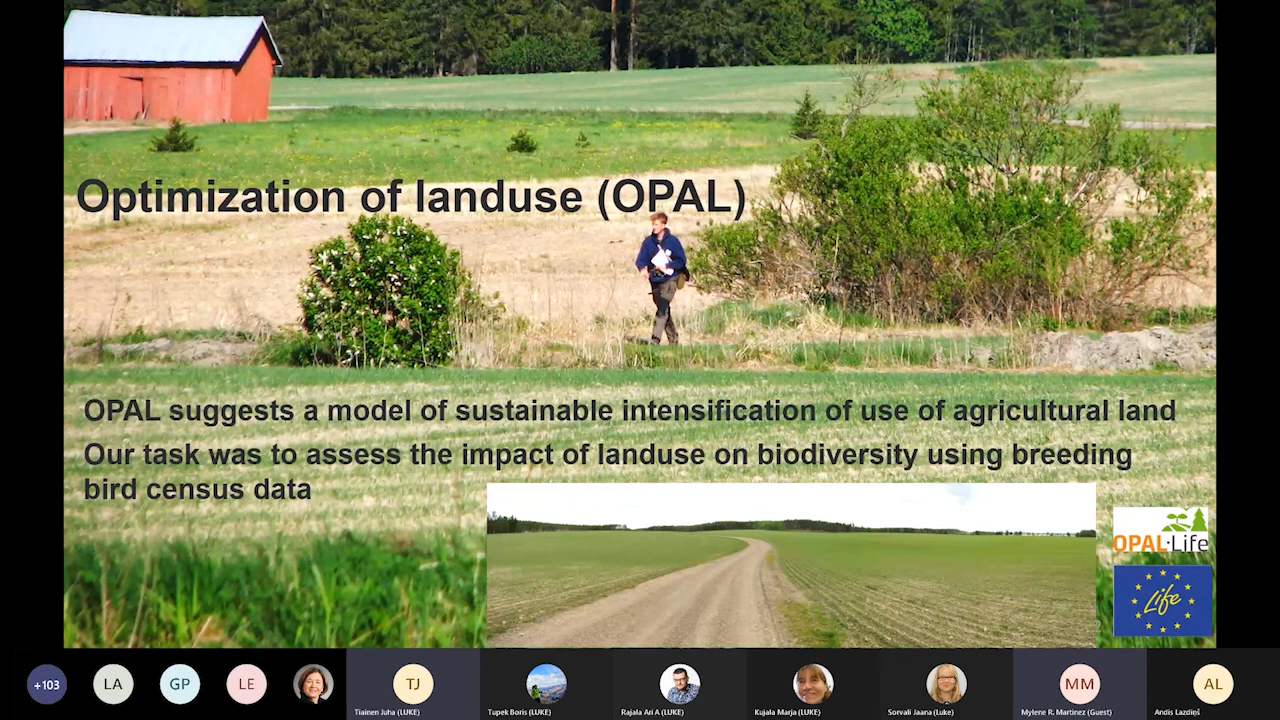 Optimization of landuse (OPAL)
OPAL suggests a model of sustainable intensification of use of agricultural land
Our task was to assess the impact of landuse on biodiversity using breeding
bird census data
OPAL·Life
Life
+103
LA
GP
LE
TJ
MM
AL
Tiainen Juha (LUKE)
Tupek Boris (LUKE)
Rajala Ari A (LUKE)
Kujala Marja (LUKE)
Sorvali Jaana (Luke)
Mylene R. Martinez (Guest)
Andis Lazdiņš